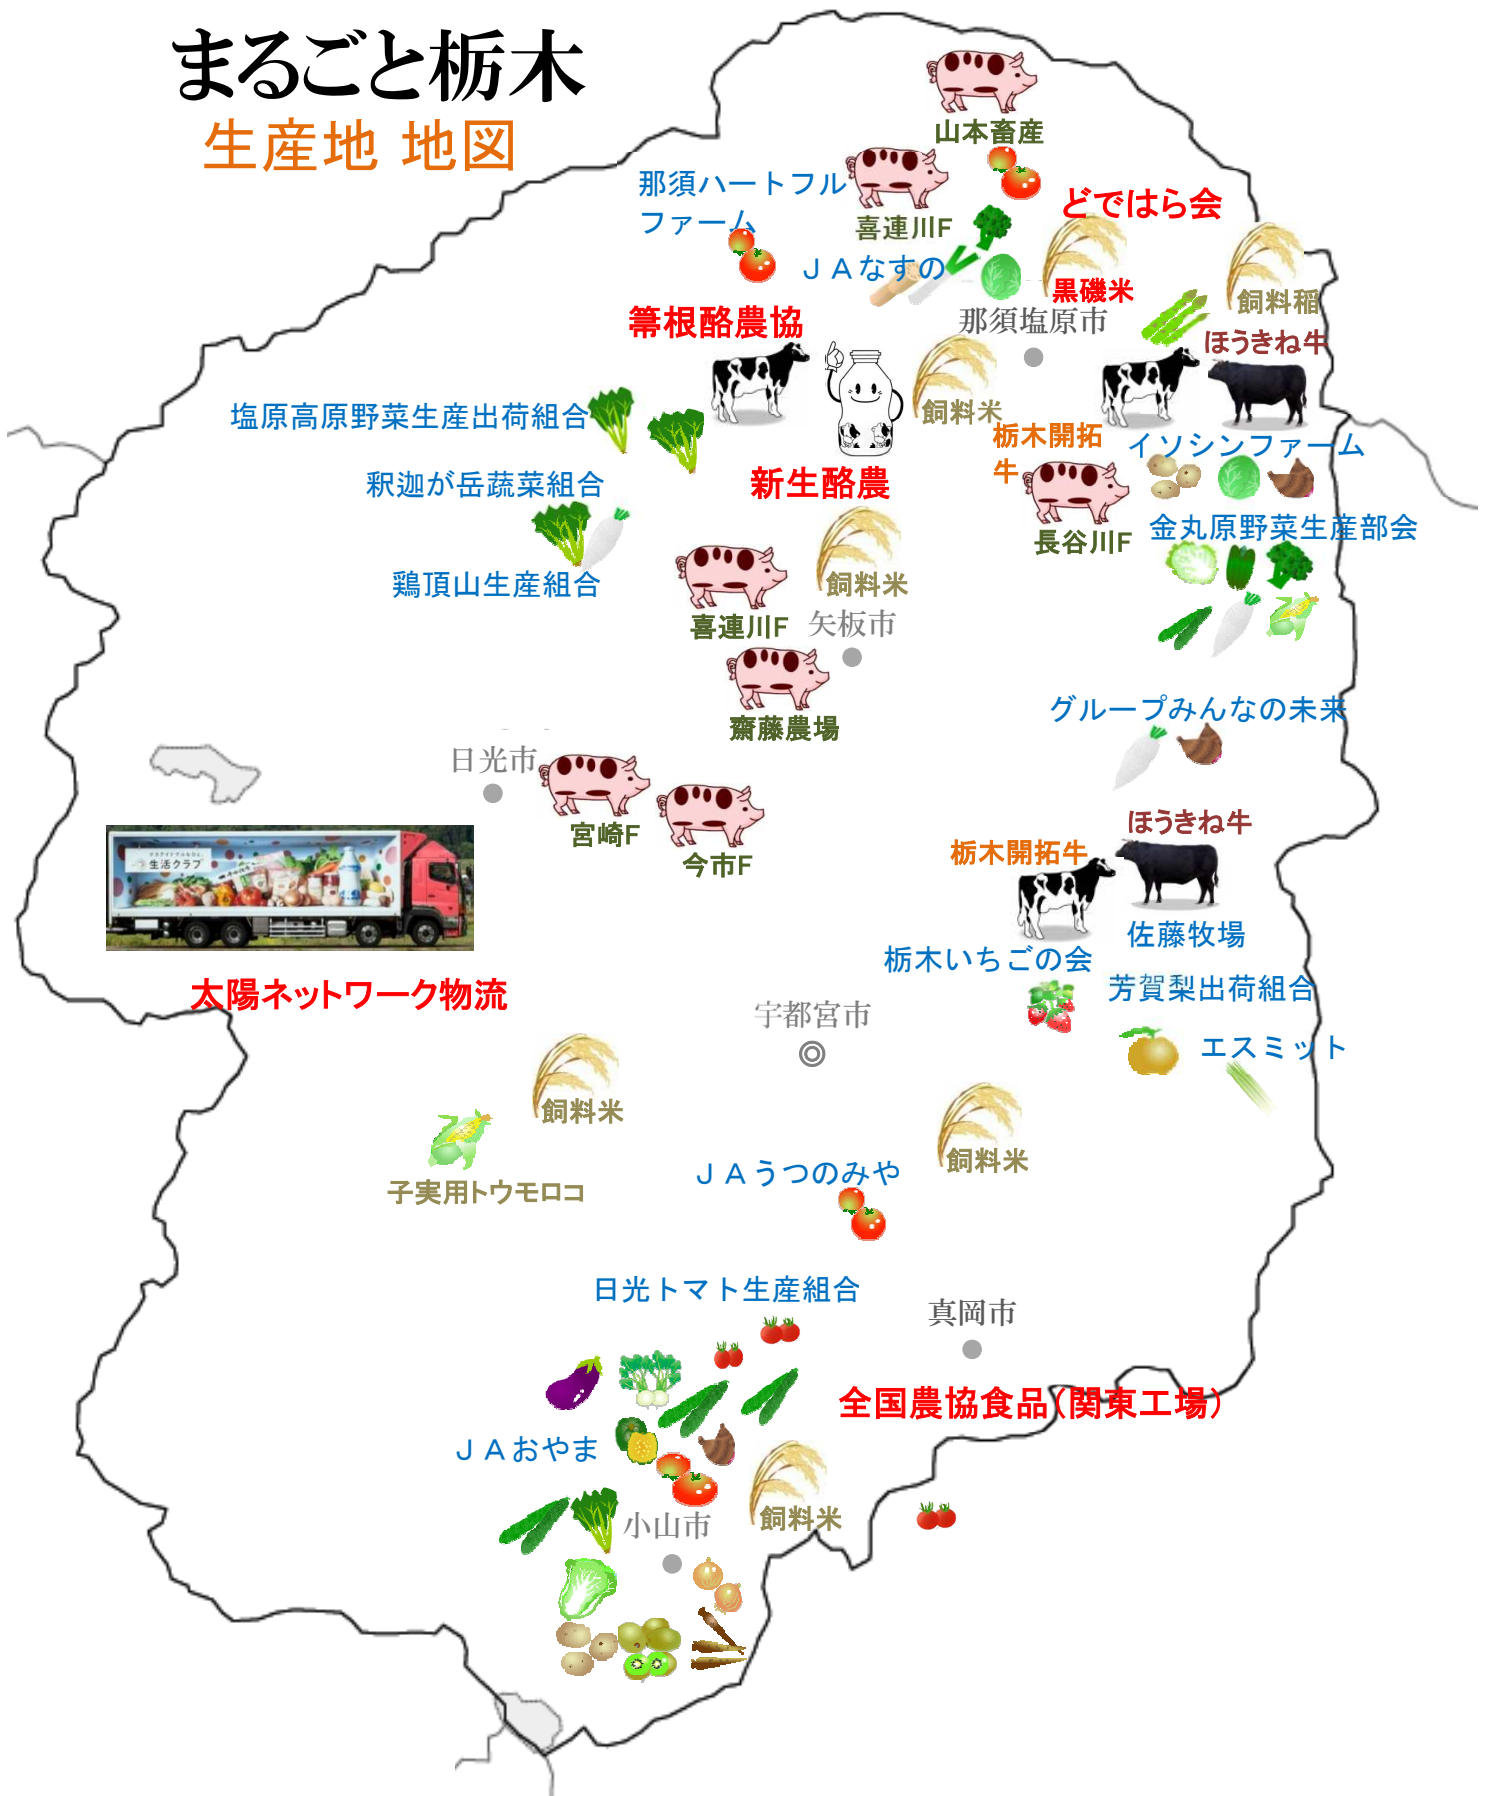 まるごと栃木
生産地 地図
山本畜産
那須ハートフル
ファーム
喜連川F
どではら会
JAなすの
黒磯米
飼料稲
箒根酪農協
那須塩原市
ほうきね牛
塩原高原野菜生産出荷組合
飼料米
栃木開拓
牛
イソシンファーム
釈迦が岳蔬菜組合
新生酪農
長谷川F
金丸原野菜生産部会
鶏頂山生産組合
飼料米
喜連川F
矢板市
齋藤農場
グループみんなの未来
日光市
宮崎F
今市F
ほうきね牛
栃木開拓牛
生活クラブ
佐藤牧場
栃木いちごの会
芳賀梨出荷組合
太陽ネットワーク物流
宇都宮市
エスミット
飼料米
飼料米
子実用トウモロコ
JAうつのみや
日光トマト生産組合
真岡市
全国農協食品(関東工場)
JAおやま
飼料米
小山市